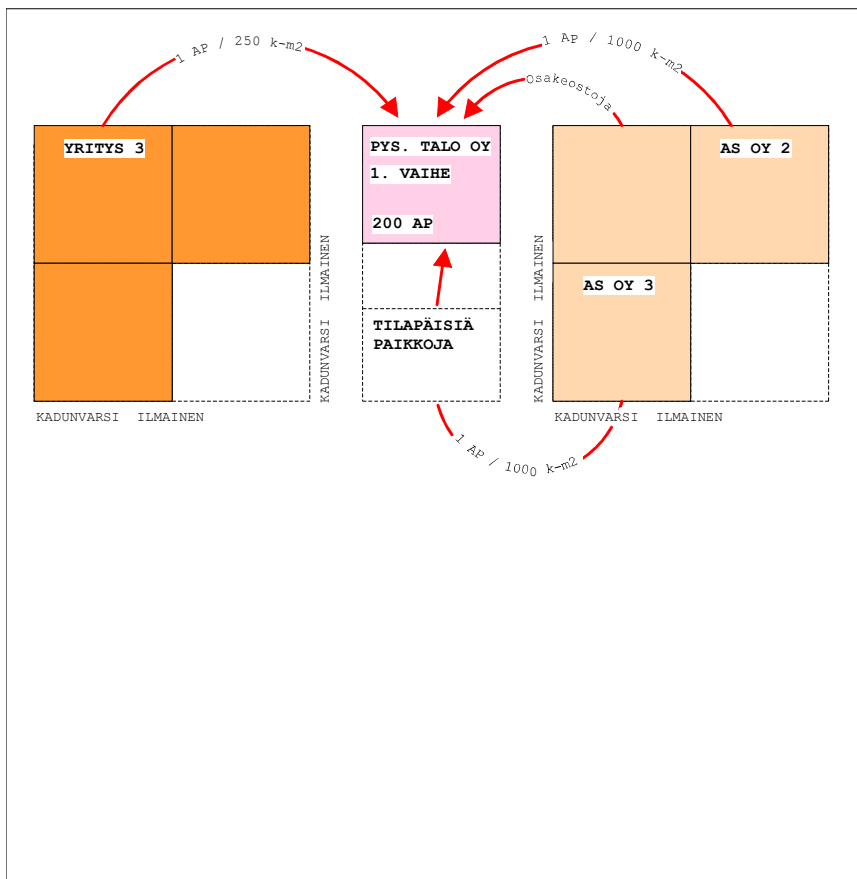 1 AP / 250 k-m2
1 AP / 1000 k-m2
Osakeostoja
YRITYS 3
PYS. TALO OY
1. VAIHE
200 AP
AS OY 2
KADUNVARSI ILMAINEN
KADUNVARSI ILMAINEN
AS OY 3
TILAPÄISIÄ
PAIKKOJA
KADUNVARSI ILMAINEN
KADUNVARSI ILMAINEN
1 AP / 1000 k-m2